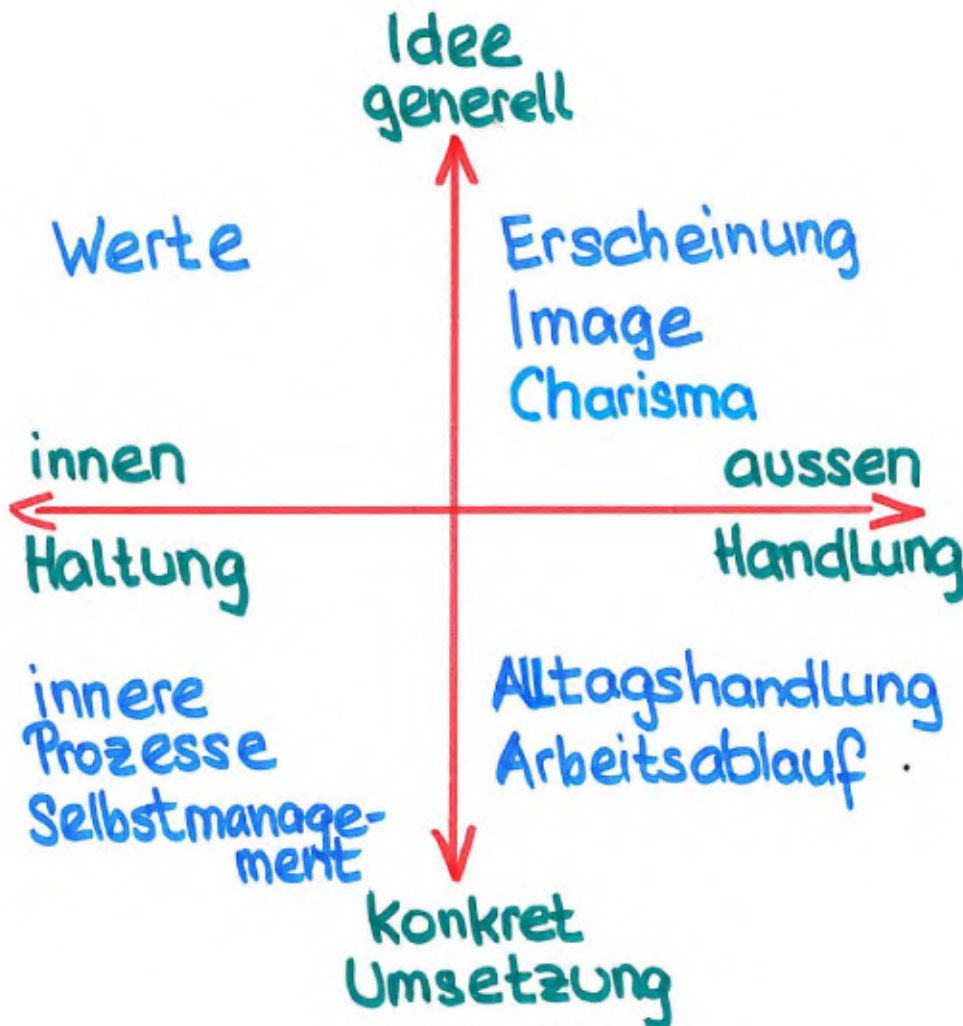 Idee
generell
Werte
Erscheinung
Image
Charisma
innen
aussen
Haltung
Handlung
innere
Prozesse
Selbstmanage-
ment
Alltagshandlung
Arbeitsablauf
Konkret
Umsetzung